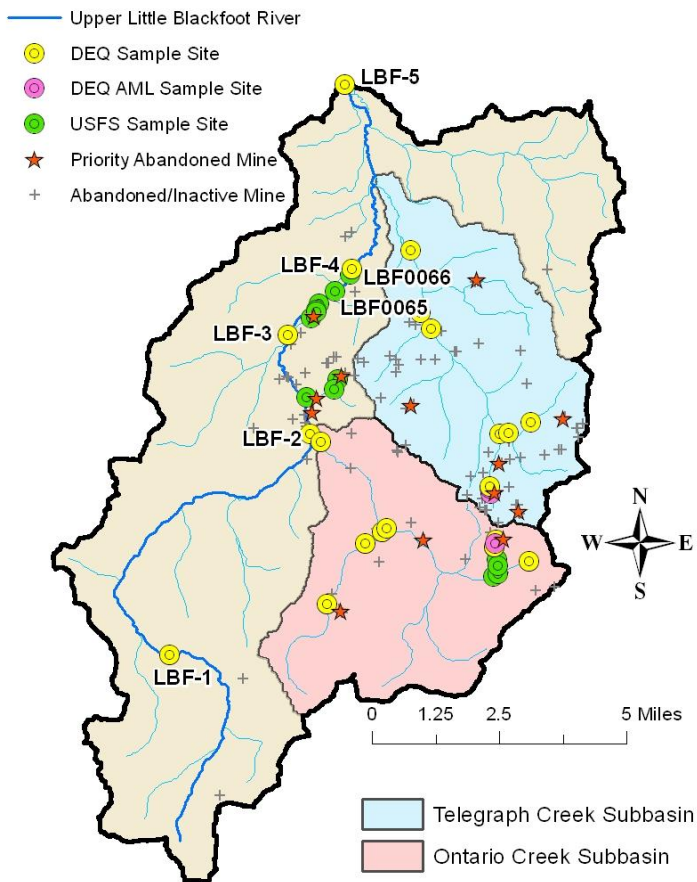 Upper Little Blackfoot River
DEQ Sample Site
DEQ AML Sample Site
USFS Sample Site
Priority Abandoned Mine
Abandoned/Inactive Mine
LBF-5
LBF-4
LBF0066
LBF0065
LBF-3
LBF-2
LBF-1
N
W E
S
0 1.25 2.5 5 Miles
Telegraph Creek Subbasin
Ontario Creek Subbasin